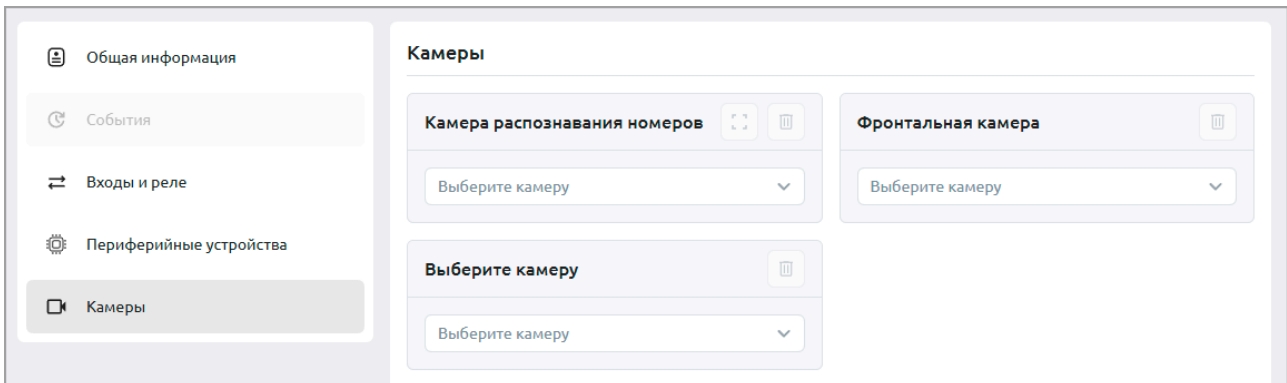 Общая информация
События
Входы и реле
Периферийные устройства
Камеры
Камеры
Камера распознавания номеров
Выберите камеру
Фронтальная камера
Выберите камеру
Выберите камеру
Выберите камеру